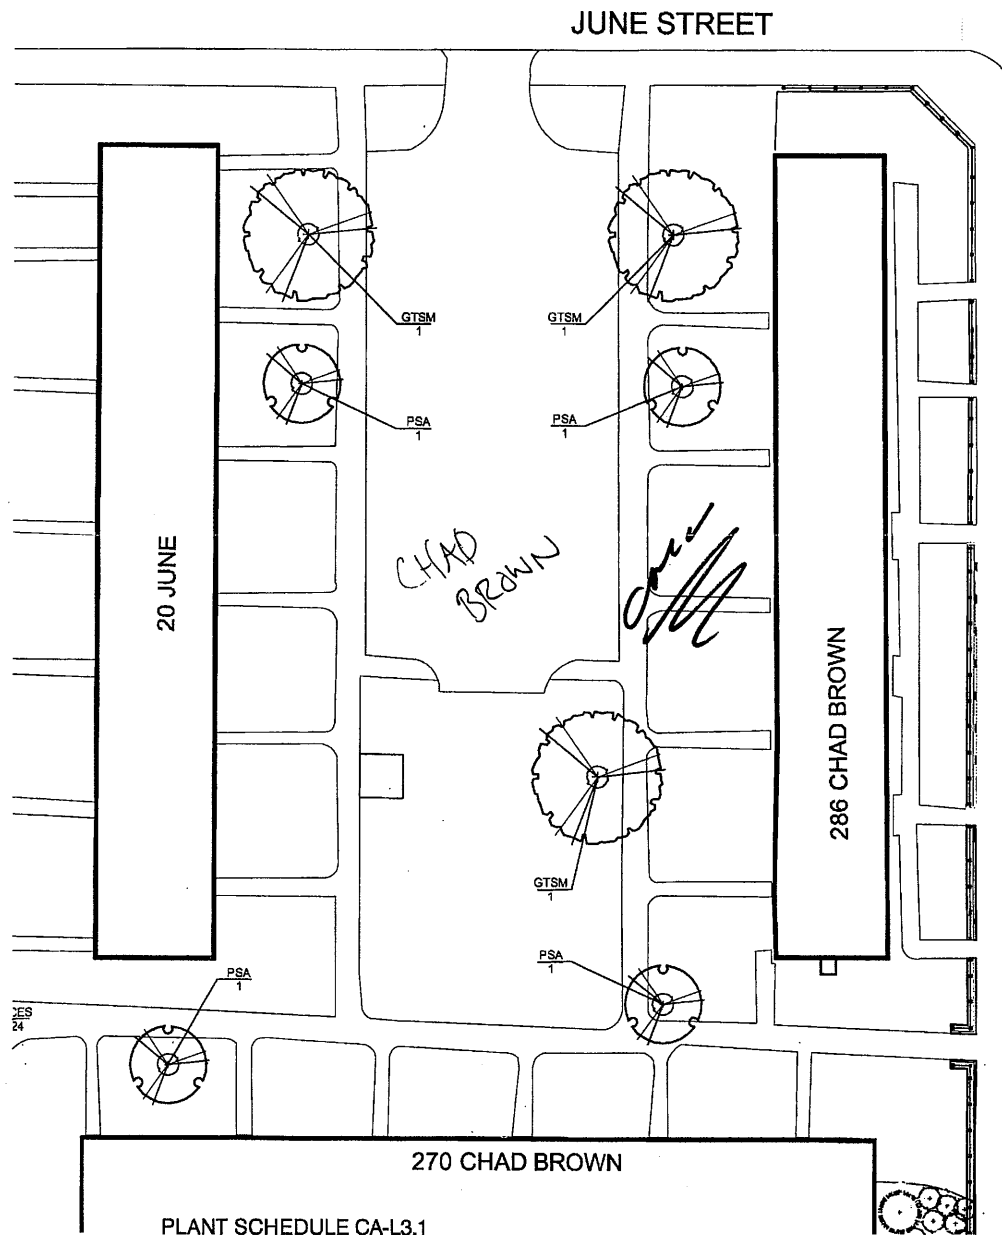 JUNE STREET
GTSM
1
GTSM
1
PSA
1
PSA
1
20 JUNE
CHAD
BROWN
286 CHAD BROWN
GTSM
1
PSA
1
PSA
1
24
270 CHAD BROWN
PLANT SCHEDULE CA-L3.1